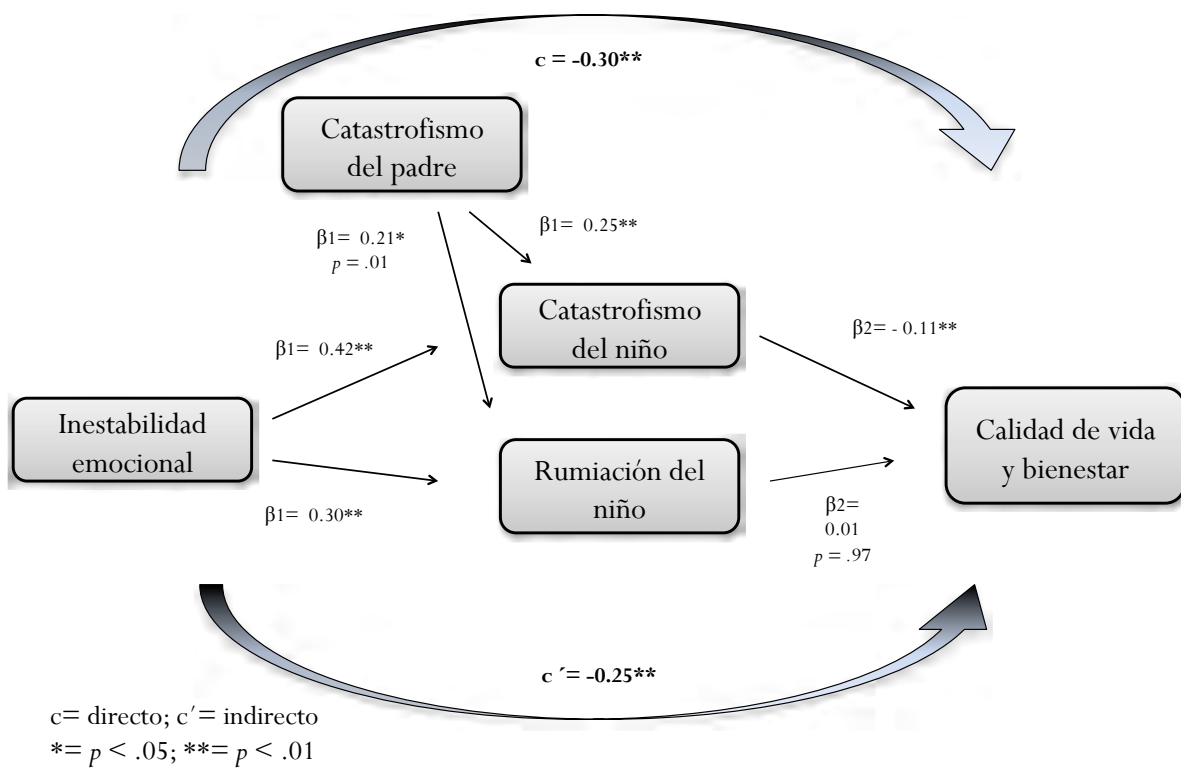 c = -0.30**
Catastrofismo
del padre
β1= 0.21*
p = .01
β1= 0.25**
Catastrofismo
del niño
β1= 0.42**
β2= - 0.11**
Inestabilidad
emocional
Calidad de vida
y bienestar
Rumiación del
niño
β1= 0.30**
β2=
0.01
p = .97
c ´= -0.25**
c= directo; c′= indirecto
*= p < .05; **= p < .01